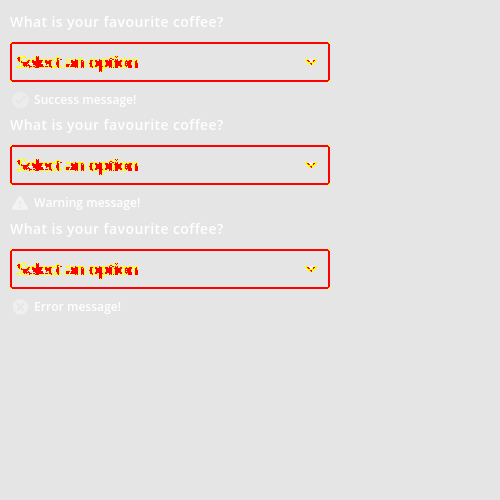 What is your favourite coffee?
Select an option
Success message!
What is your favourite coffee?
Select an option
Warning message!
What is your favourite coffee?
Select an option
Error message!